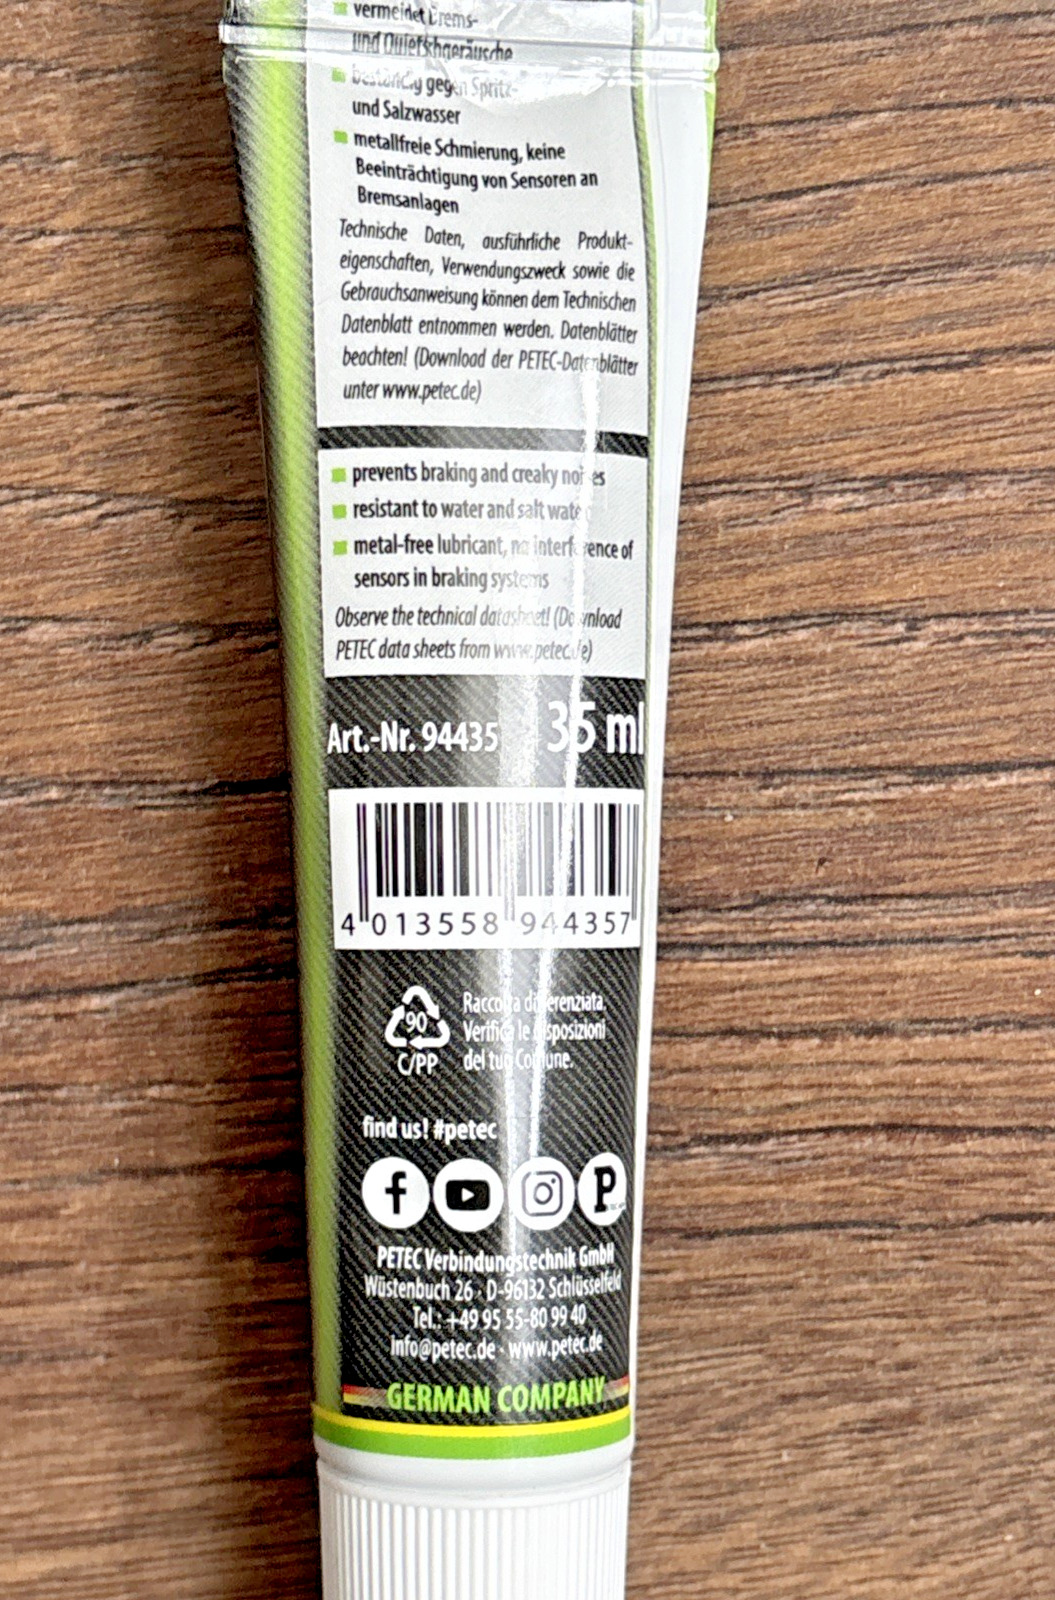 vermeidet Brems-
und Quietschgeräusche
beständig gegen Spritz-
und Salzwasser
metallfreie Schmierung, keine
Beeinträchtigung von Sensoren an
Bremsanlagen
Technische Daten, ausführliche Produkt-
eigenschaften, Verwendungszweck sowie die
Gebrauchsanweisung können dem Technischen
Datenblatt entnommen werden. Datenblätter
beachten! (Download der PETEC-Datenblätter
unter www.petec.de)
prevents braking and creaky noises
resistant to water and salt water
metal-free lubricant, no interference of
sensors in braking systems
Observe the technical datasheet! (Download
PETEC data sheets from www.petec.de)
Art.-Nr. 94435 35 ml
4 013558 944357
90
C/PP
Raccolta differenziata.
Verifica le disposizioni
del tuo Comune.
find us! #petec
PETEC Verbindungstechnik GmbH
Wüstenbuch 26 · D-96132 Schlüsselfeld
Tel.: +49 95 55-80 99 40
info@petec.de · www.petec.de
GERMAN COMPANY